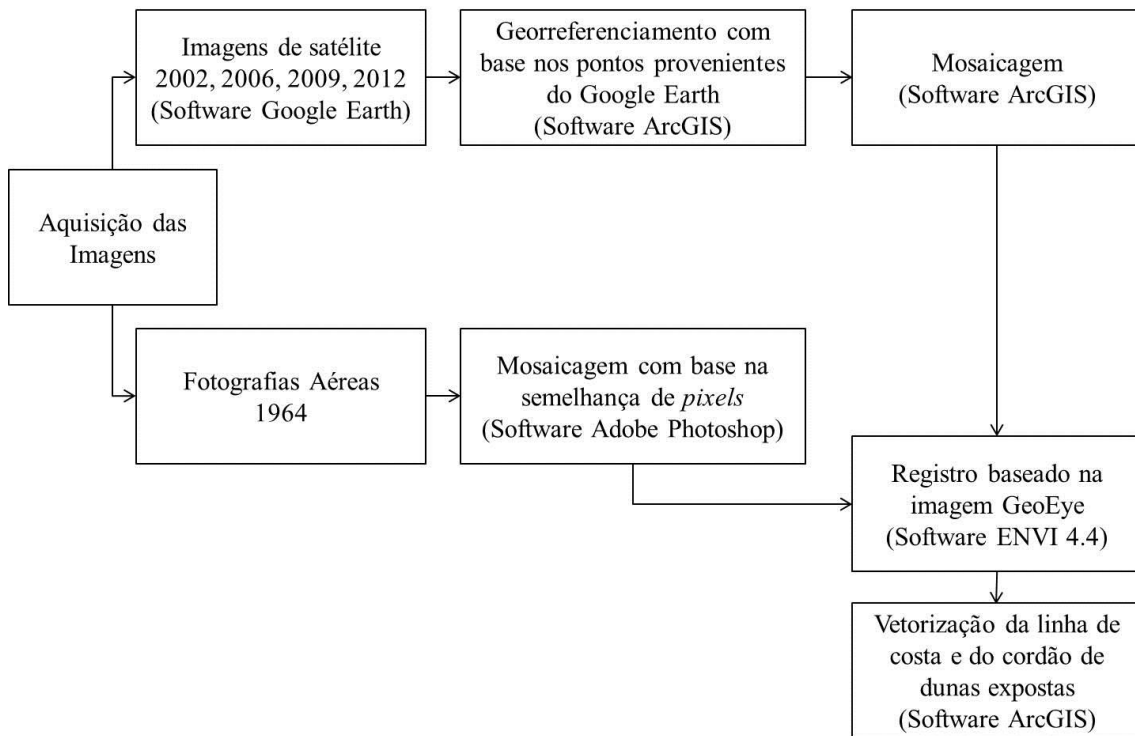 Imagens de satélite
2002, 2006, 2009, 2012
(Software Google Earth)
Georreferenciamento com
base nos pontos provenientes
do Google Earth
(Software ArcGIS)
Mosaicagem
(Software ArcGIS)
Aquisição das
Imagens
Fotografias Aéreas
1964
Mosaicagem com base na
semelhança de pixels
(Software Adobe Photoshop)
Registro baseado na
imagem GeoEye
(Software ENVI 4.4)
Vetorização da linha de
costa e do cordão de
dunas expostas
(Software ArcGIS)